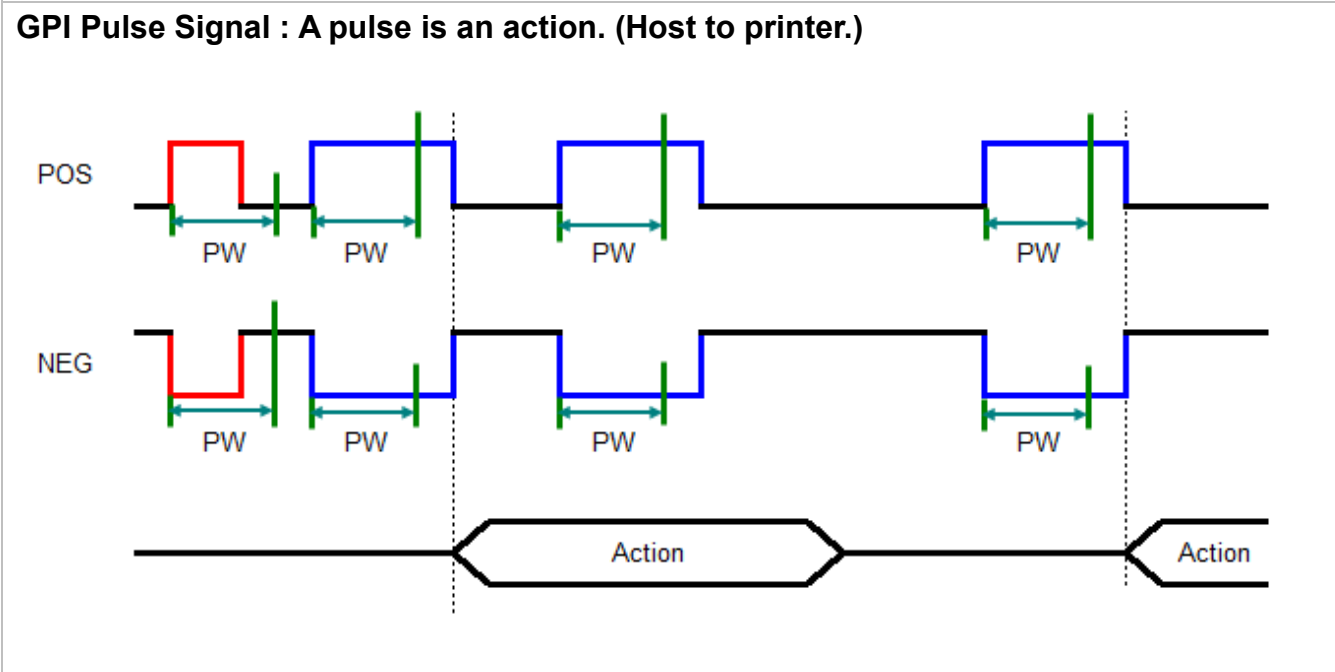 GPI Pulse Signal : A pulse is an action. (Host to printer.)
POS
PW PW PW PW
NEG
PW PW PW PW
Action Action